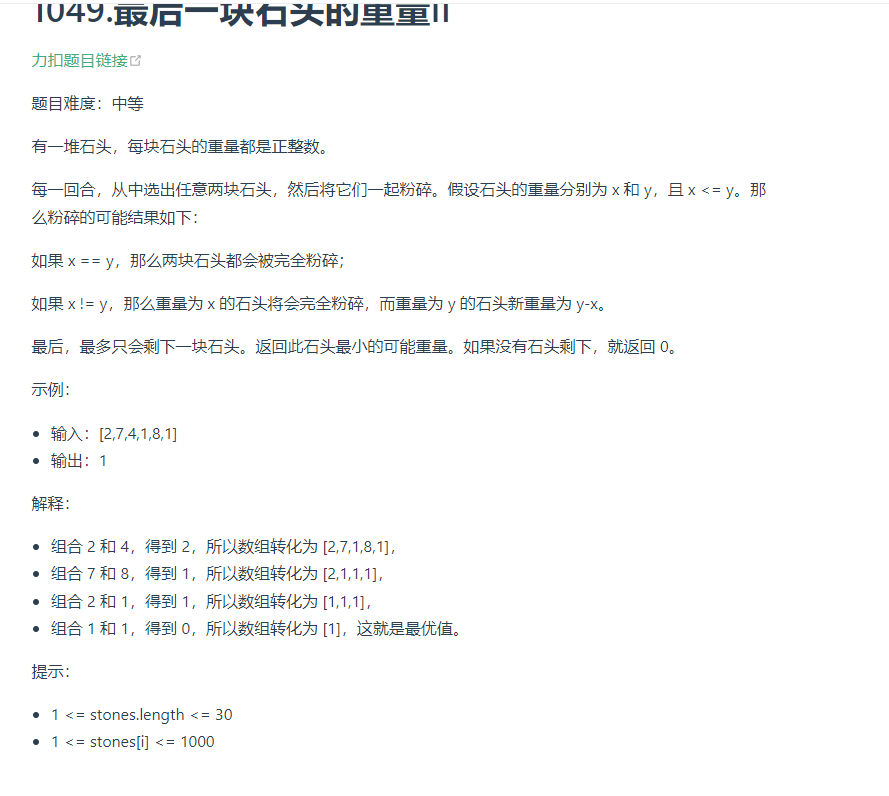 1049.最后一块石头的重量II
力扣题目链接
题目难度：中等
有一堆石头，每块石头的重量都是正整数。
每一回合，从中选出任意两块石头，然后将它们一起粉碎。假设石头的重量分别为 x 和 y，且 x <= y。那
么粉碎的可能结果如下：
如果 x == y，那么两块石头都会被完全粉碎；
如果 x != y，那么重量为 x 的石头将会完全粉碎，而重量为 y 的石头新重量为 y-x。
最后，最多只会剩下一块石头。返回此石头最小的可能重量。如果没有石头剩下，就返回 0。
示例：
• 输入：[2,7,4,1,8,1]
• 输出：1
解释：
• 组合 2 和 4，得到 2，所以数组转化为 [2,7,1,8,1]，
• 组合 7 和 8，得到 1，所以数组转化为 [2,1,1,1]，
• 组合 2 和 1，得到 1，所以数组转化为 [1,1,1]，
• 组合 1 和 1，得到 0，所以数组转化为 [1]，这就是最优值。
提示：
• 1 <= stones.length <= 30
• 1 <= stones[i] <= 1000